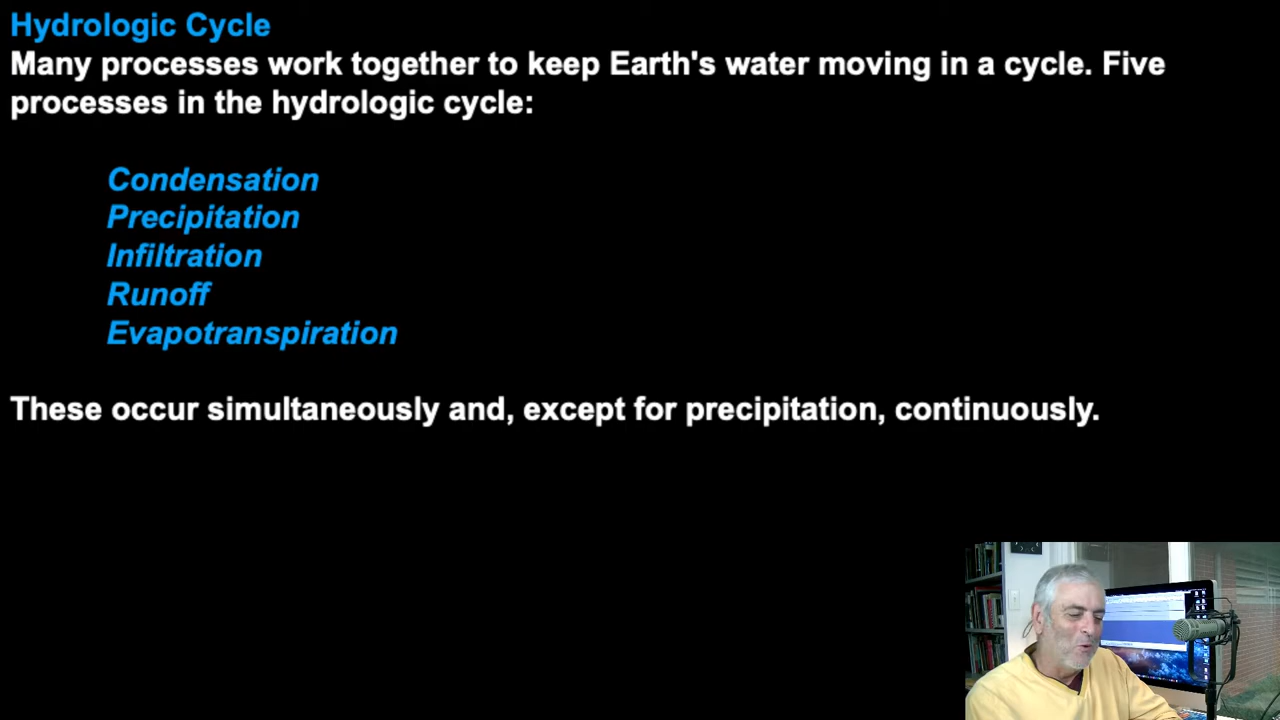 Hydrologic Cycle
Many processes work together to keep Earth's water moving in a cycle. Five
processes in the hydrologic cycle:
Condensation
Precipitation
Infiltration
Runoff
Evapotranspiration
These occur simultaneously and, except for precipitation, continuously.